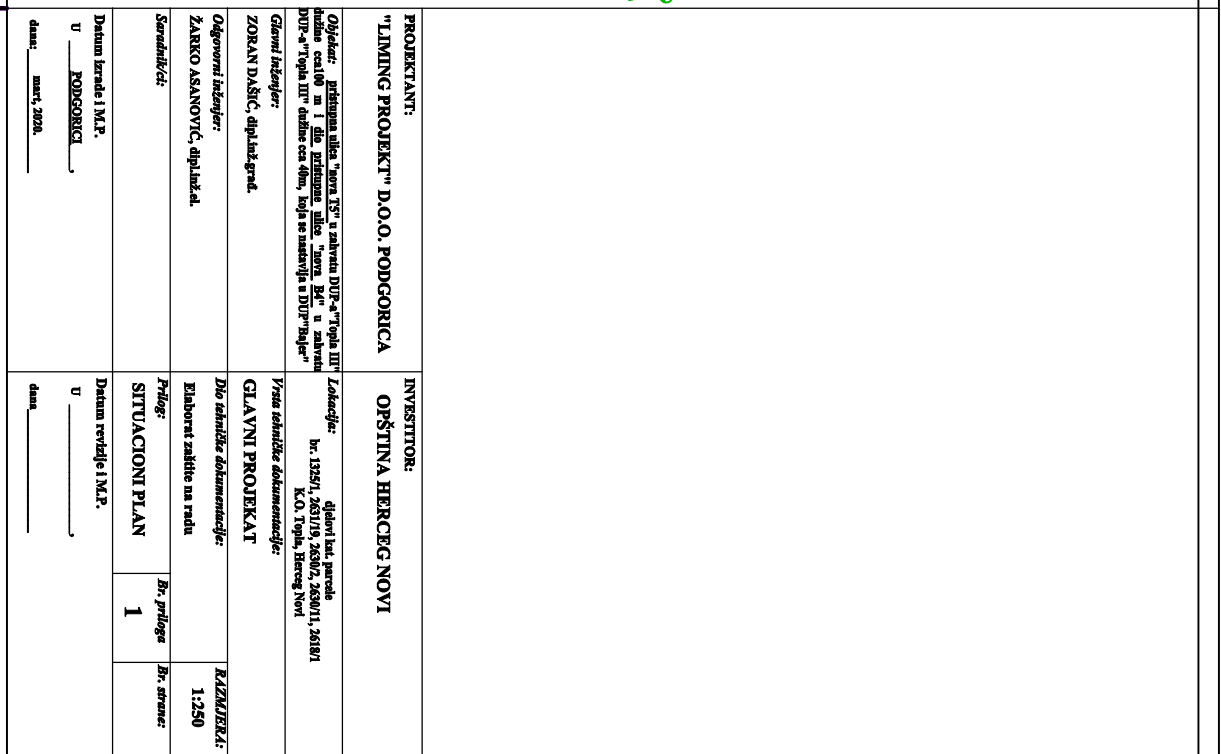 PROJEKTANT:
"LIMING PROJEKT" D.O.O. PODGORICA
INVESTITOR:
OPŠTINA HERCEG NOVI
Objekat: pristupna ulica "nova T5" u zahvatu DUP-a"Topla III"
dužine cca100 m i dio pristupne ulice "nova B4" u zahvatu
DUP-a"Topla III" dužine cca 40m, koja se nastavlja u DUP"Bajer"
Lokacija:
djelovi kat. parcele
br. 1325/1, 2631/19, 2630/2, 2630/11, 2618/1
K.O. Topla, Herceg Novi
Glavni inženjer:
ZORAN DAŠIĆ, dipl.inž.građ.
Vrsta tehničke dokumentacije:
GLAVNI PROJEKAT
Odgovorni inženjer:
ŽARKO ASANOVIĆ, dipl.inž.el.
Dio tehničke dokumentacije:
Elaborat zaštite na radu
RAZMJERA:
1:250
Saradnik/ci:
Prilog:
SITUACIONI PLAN
Br. priloga
1
Br. strane:
Datum izrade i M.P.
U PODGORICI,
dana: mart, 2020.
Datum revizije i M.P.
U ,
dana